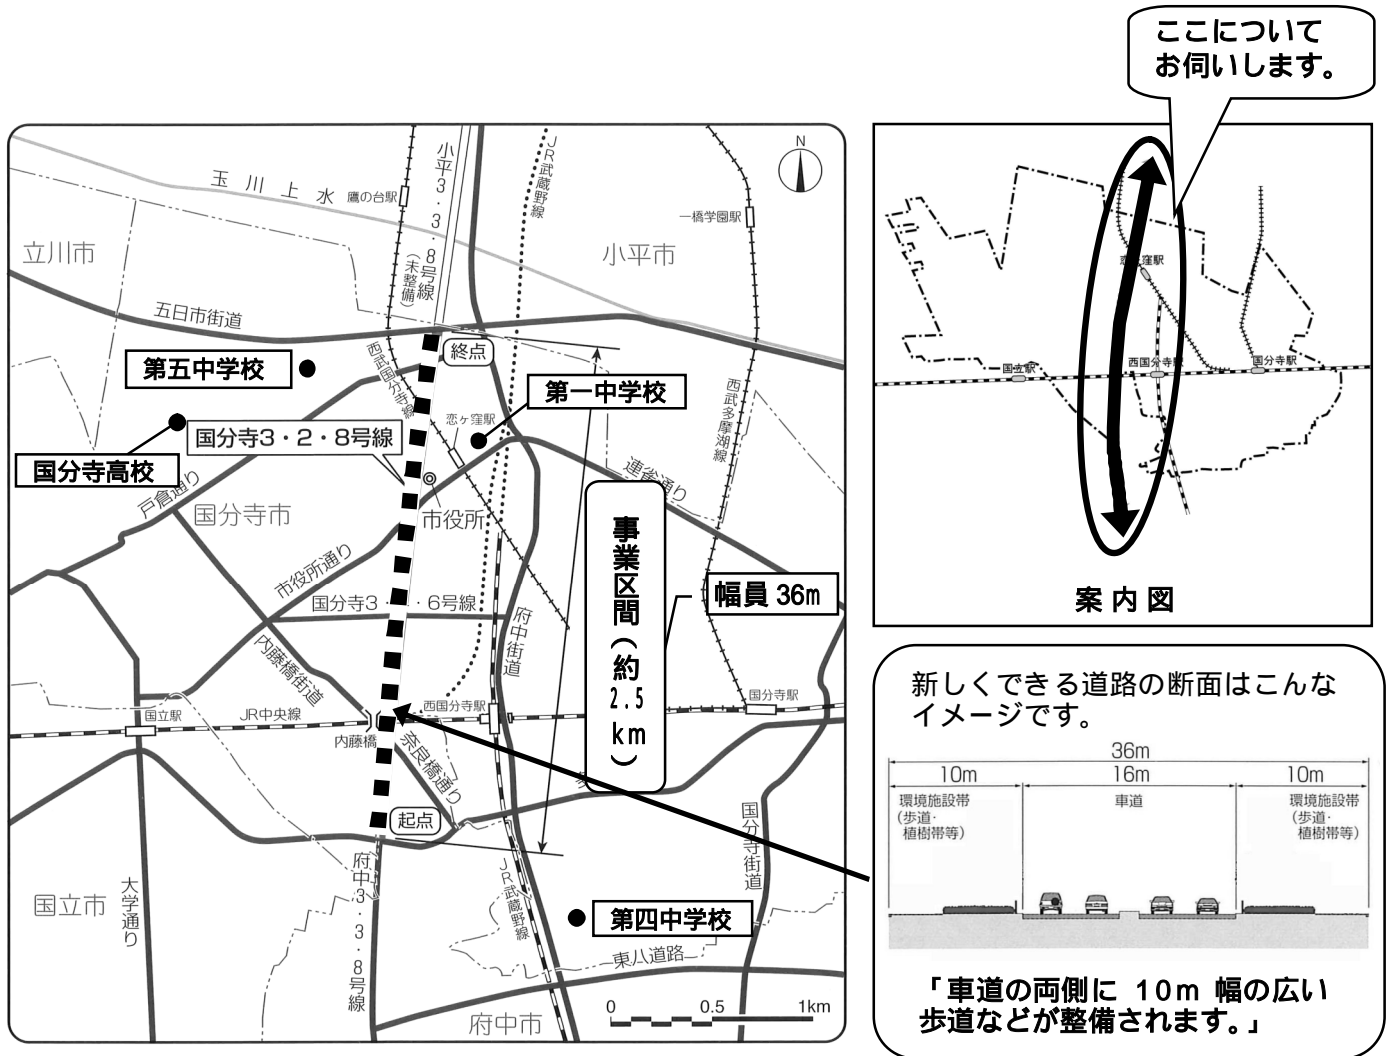 ここについて
お伺いします。
N
玉川上水
鷹の台駅
小平3・3・8号線
（未整備）
JR武蔵野線
一橋学園駅
立川市
小平市
五日市街道
終点
第五中学校
西武国分寺線
第一中学校
恋ヶ窪駅
国分寺3・2・8号線
国分寺高校
西武多摩湖線
連雀通り
戸倉通り
国分寺市
市役所
事業区間（約2.5km）
幅員 36m
市役所通り
国分寺3・・6号線
府中街道
内藤橋街道
国立駅
JR中央線
西国分寺駅
国分寺駅
内藤橋
奈良橋通り
起点
国分寺街道
府中3・3・8号線
JR武蔵野線
国立市
大学通り
第四中学校
東八道路
府中市
0 0.5 1km
恋ヶ窪駅
国立駅
西国分寺駅
国分寺駅
案内図
新しくできる道路の断面はこんな
イメージです。
36m
10m 16m 10m
環境施設帯
（歩道・
植樹帯等）
車道
環境施設帯
（歩道・
植樹帯等）
「車道の両側に 10m 幅の広い
歩道などが整備されます。」